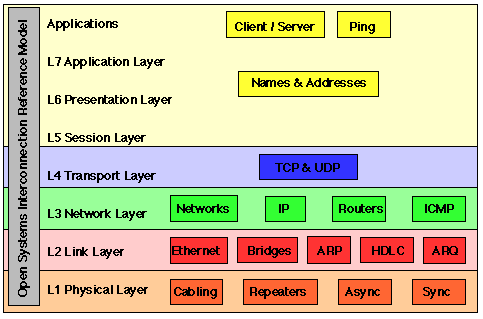 Open Systems Interconnection Reference Model
Applications
Client / Server
Ping
L7 Application Layer
Names & Addresses
L6 Presentation Layer
L5 Session Layer
TCP & UDP
L4 Transport Layer
Networks
IP
Routers
ICMP
L3 Network Layer
Ethernet
Bridges
ARP
HDLC
ARQ
L2 Link Layer
L1 Physical Layer
Cabling
Repeaters
Async
Sync